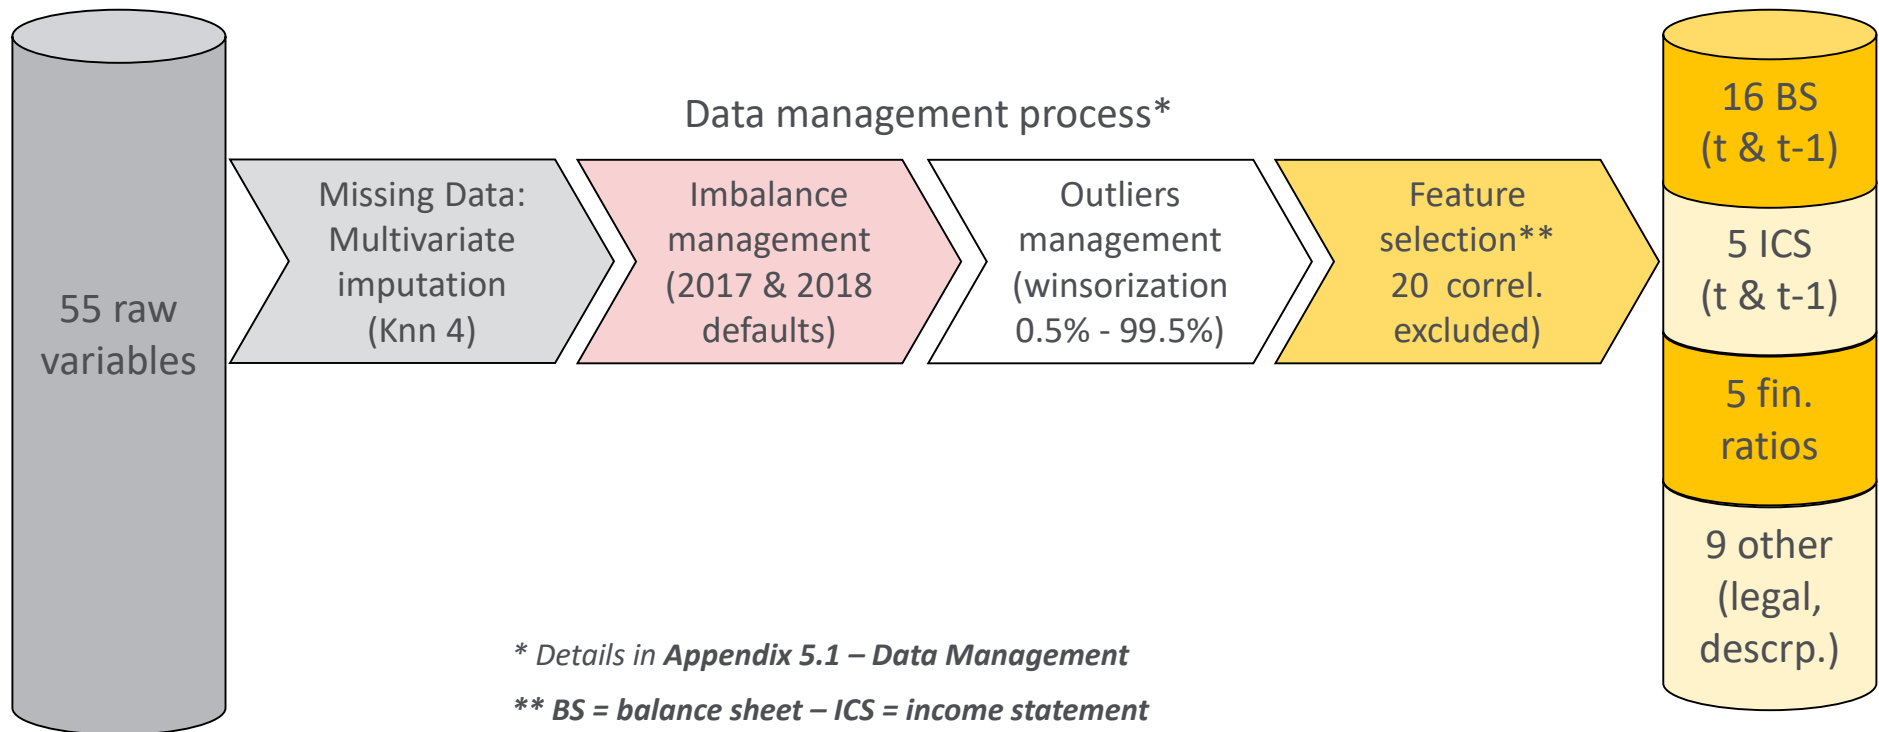 55 raw
variables
Data management process*
Missing Data:
Multivariate
imputation
(Knn 4)
Imbalance
management
(2017 & 2018
defaults)
Outliers
management
(winsorization
0.5% - 99.5%)
Feature
selection**
20 correl.
excluded)
16 BS
(t & t-1)
5 ICS
(t & t-1)
5 fin.
ratios
9 other
(legal,
descrp.)
* Details in Appendix 5.1 – Data Management
** BS = balance sheet – ICS = income statement